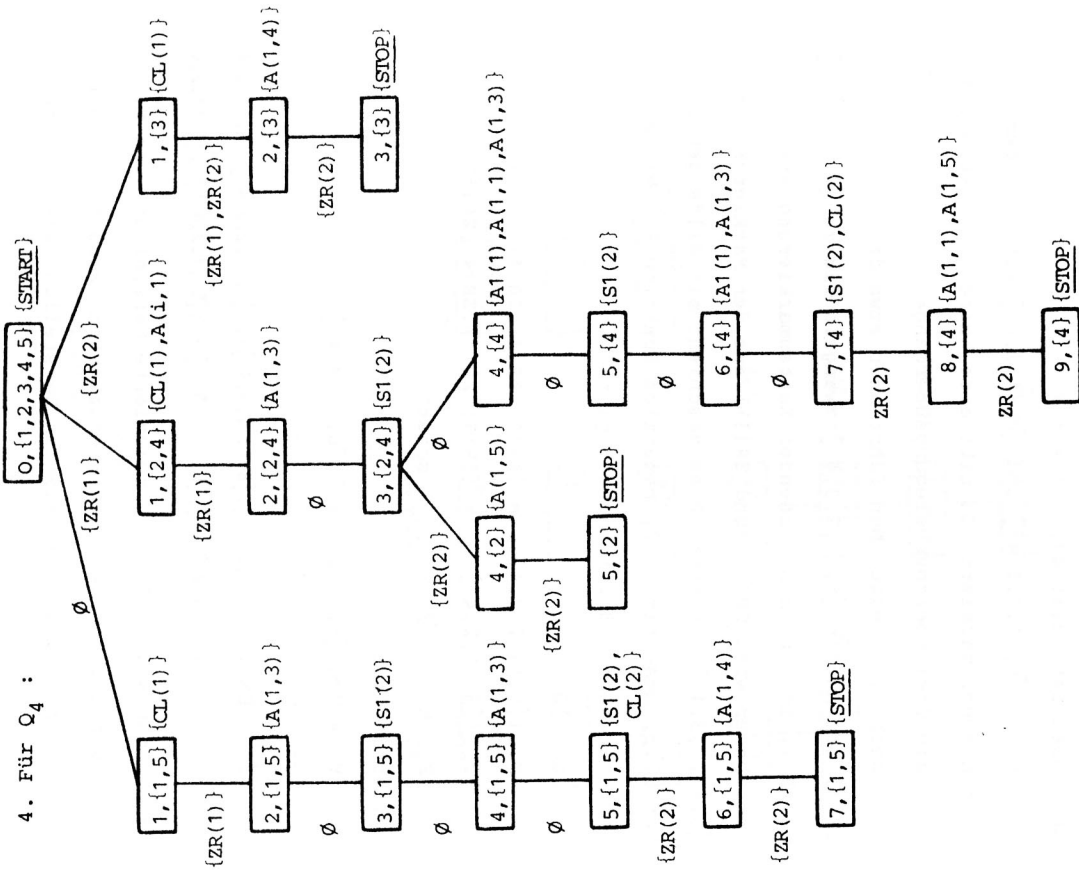 4. Für Q₄ :
0,{1,2,3,4,5} {START}
∅
{ZR(1)}
{ZR(2)}
1,{1,5} {CL(1)}
{ZR(1)}
2,{1,5} {A(1,3)}
∅
3,{1,5} {S1(2)}
∅
4,{1,5} {A(1,3)}
∅
5,{1,5} {S1(2),
CL(2)}
{ZR(2)}
6,{1,5} {A(1,4)}
{ZR(2)}
7,{1,5} {STOP}
1,{2,4} {CL(1),A(i,1)}
{ZR(1)}
2,{2,4} {A(1,3)}
∅
3,{2,4} {S1(2)}
{ZR(2)}
∅
4,{2} {A(1,5)}
{ZR(2)}
5,{2} {STOP}
4,{4} {A1(1),A(1,1),A(1,3)}
∅
5,{4} {S1(2)}
∅
6,{4} {A1(1),A(1,3)}
∅
7,{4} {S1(2),CL(2)}
ZR(2)
8,{4} {A(1,1),A(1,5)}
ZR(2)
9,{4} {STOP}
1,{3} {CL(1)}
{ZR(1),ZR(2)}
2,{3} {A(1,4)}
{ZR(2)}
3,{3} {STOP}